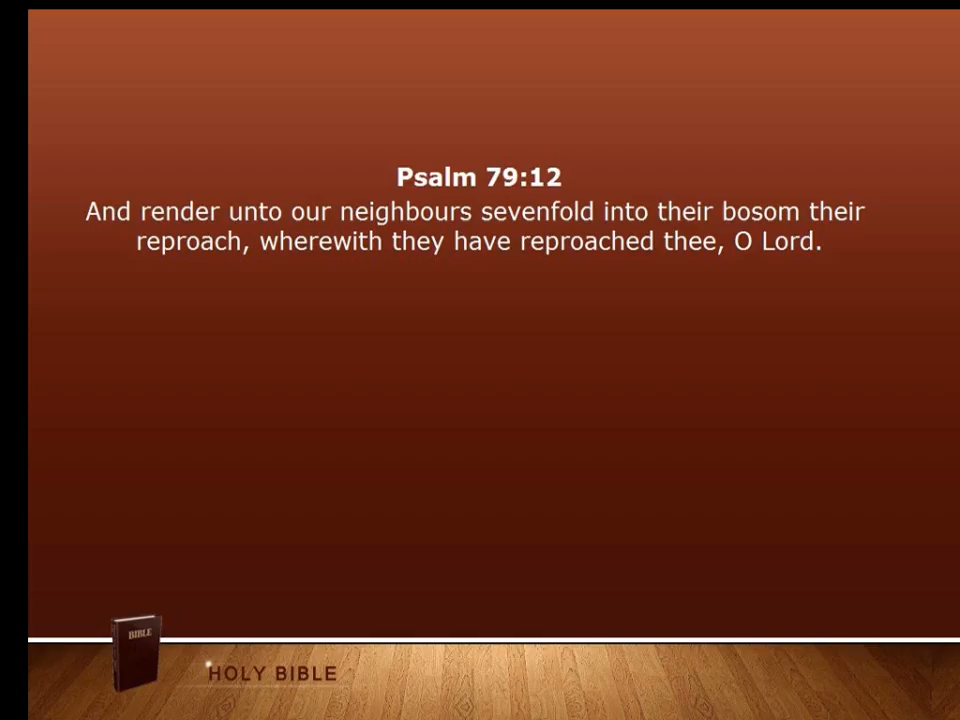 Psalm 79:12
And render unto our neighbours sevenfold into their bosom their
reproach, wherewith they have reproached thee, O Lord.
BIBLE
HOLY BIBLE